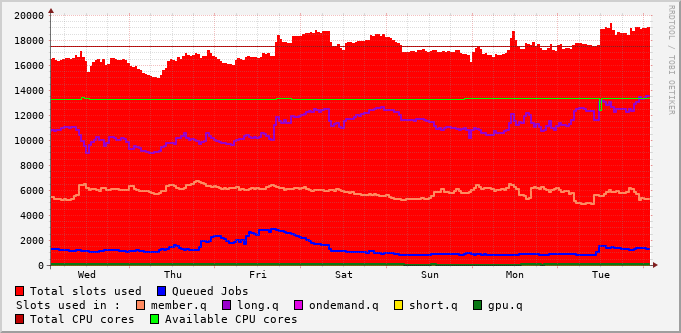 20000
18000
16000
14000
12000
10000
8000
6000
4000
2000
0
Wed Thu Fri Sat Sun Mon Tue
RRDTOOL / TOBI OETIKER
Total slots used Queued Jobs
Slots used in : member.q long.q ondemand.q short.q gpu.q
Total CPU cores Available CPU cores